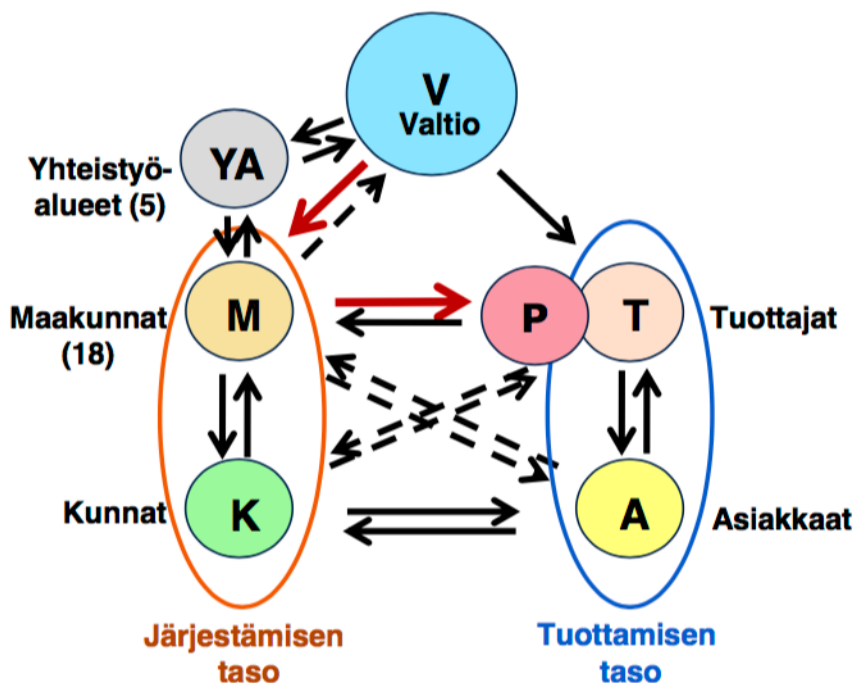 V
Valtio
YA
Yhteistyö-
alueet (5)
Maakunnat
(18)
M
P
T
Tuottajat
Kunnat
K
A
Asiakkaat
Järjestämisen
taso
Tuottamisen
taso